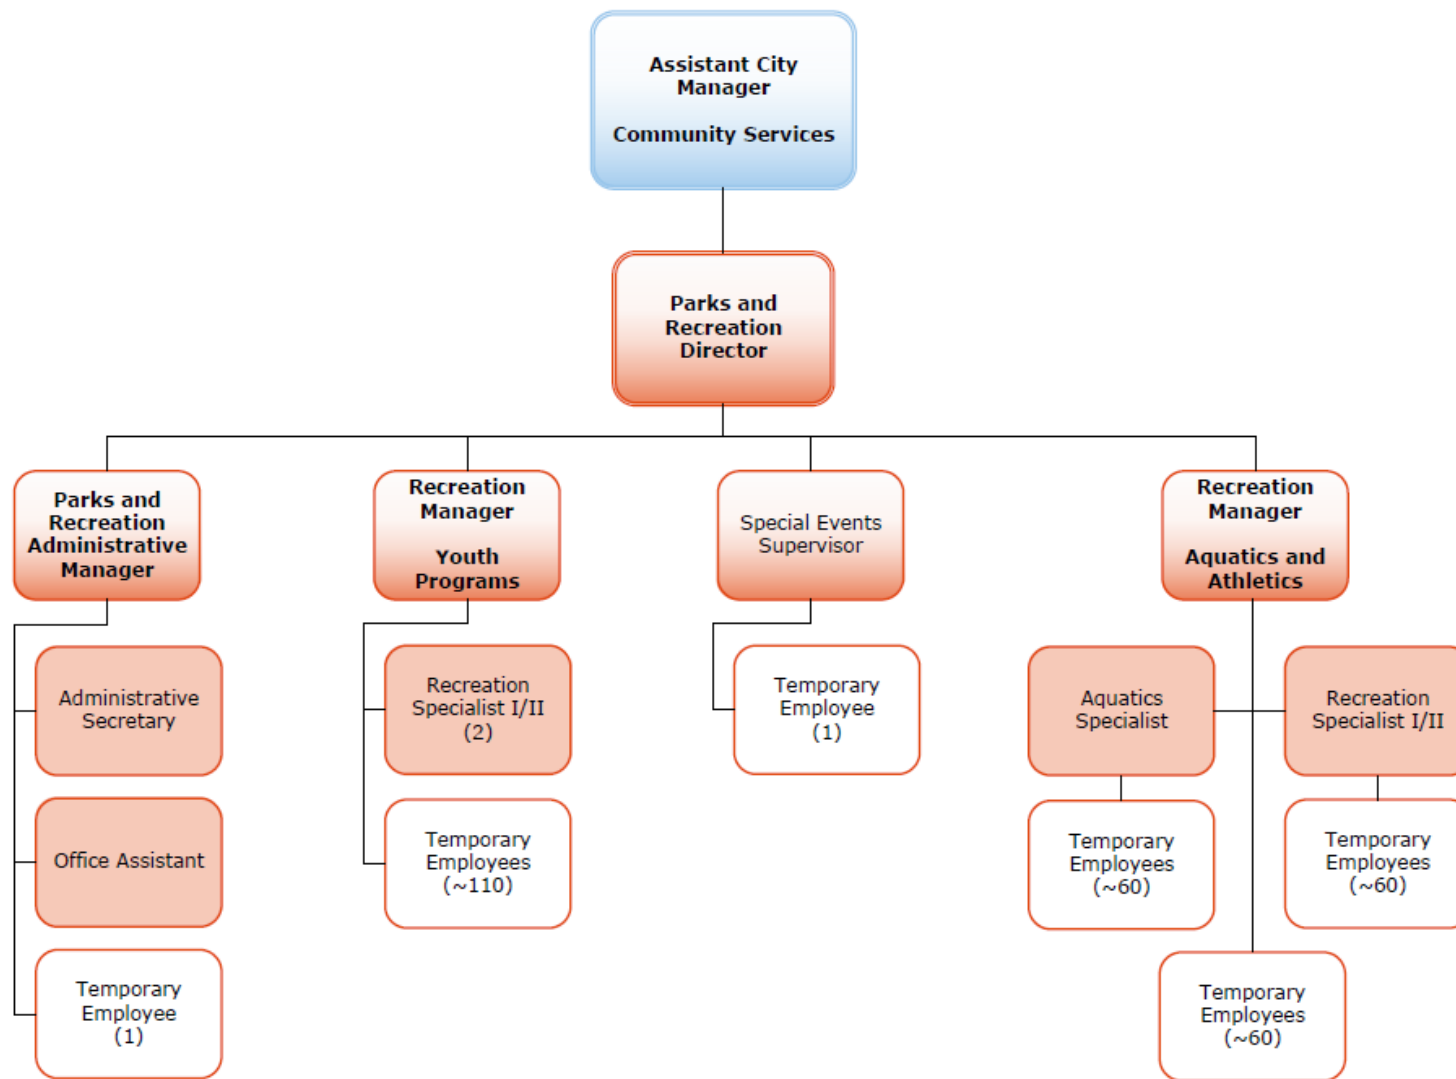 Assistant City
Manager
Community Services
Parks and
Recreation
Director
Parks and
Recreation
Administrative
Manager
Recreation
Manager
Youth
Programs
Special Events
Supervisor
Recreation
Manager
Aquatics and
Athletics
Administrative
Secretary
Recreation
Specialist I/II
(2)
Temporary
Employee
(1)
Aquatics
Specialist
Recreation
Specialist I/II
Office Assistant
Temporary
Employees
(~110)
Temporary
Employees
(~60)
Temporary
Employees
(~60)
Temporary
Employee
(1)
Temporary
Employees
(~60)